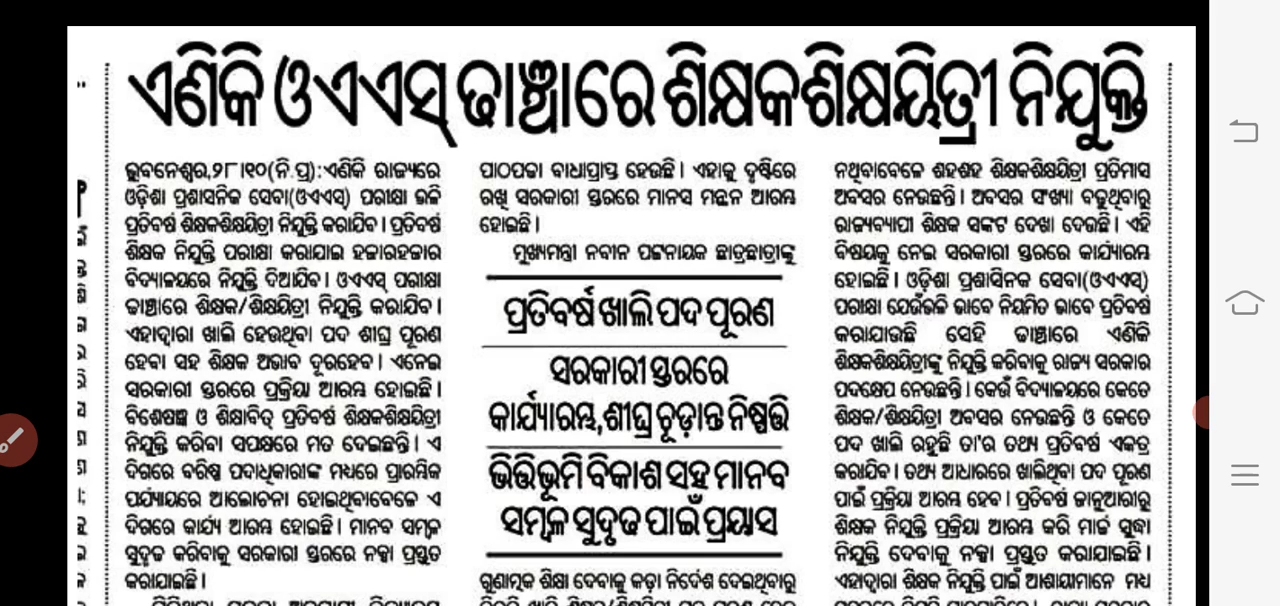 ଏଣିକି ଓଏଏସ୍ ଢାଞ୍ଚାରେ ଶିକ୍ଷକଶିକ୍ଷୟିତ୍ରୀ ନିଯୁକ୍ତି
ଭୁବନେଶ୍ୱର,୨୮।୧୦(ନି.ପ୍ର):ଏଣିକି ରାଜ୍ୟରେ
ଓଡ଼ିଶା ପ୍ରଶାସନିକ ସେବା(ଓଏଏସ୍) ପରୀକ୍ଷା ଭଳି
ପ୍ରତିବର୍ଷ ଶିକ୍ଷକଶିକ୍ଷୟିତ୍ରୀ ନିଯୁକ୍ତି କରାଯିବ। ପ୍ରତିବର୍ଷ
ଶିକ୍ଷକ ନିଯୁକ୍ତି ପରୀକ୍ଷା କରାଯାଇ ହଜାରହଜାର
ବିଦ୍ୟାଳୟରେ ନିଯୁକ୍ତି ଦିଆଯିବ। ଓଏଏସ୍ ପରୀକ୍ଷା
ଢାଞ୍ଚାରେ ଶିକ୍ଷକ/ଶିକ୍ଷୟିତ୍ରୀ ନିଯୁକ୍ତି କରାଯିବ।
ଏହାଦ୍ୱାରା ଖାଲି ହେଉଥିବା ପଦ ଶୀଘ୍ର ପୂରଣ
ହେବା ସହ ଶିକ୍ଷକ ଅଭାବ ଦୂରହେବ। ଏନେଇ
ସରକାରୀ ସ୍ତରରେ ପ୍ରକ୍ରିୟା ଆରମ୍ଭ ହୋଇଛି।
ବିଶେଷଜ୍ଞ ଓ ଶିକ୍ଷାବିତ୍ ପ୍ରତିବର୍ଷ ଶିକ୍ଷକଶିକ୍ଷୟିତ୍ରୀ
ନିଯୁକ୍ତି କରିବା ସପକ୍ଷରେ ମତ ଦେଇଛନ୍ତି। ଏ
ଦିଗରେ ବରିଷ୍ଠ ପଦାଧିକାରୀଙ୍କ ମଧ୍ୟରେ ପ୍ରାରମ୍ଭିକ
ପର୍ଯ୍ୟାୟରେ ଆଲୋଚନା ହୋଇଥିବାବେଳେ ଏ
ଦିଗରେ କାର୍ଯ୍ୟ ଆରମ୍ଭ ହୋଇଛି। ମାନବ ସମ୍ବଳ
ସୁଦୃଢ କରିବାକୁ ସରକାରୀ ସ୍ତରରେ ନକ୍ସା ପ୍ରସ୍ତୁତ
କରାଯାଇଛି।
ପାଠପଢା ବାଧାପ୍ରାପ୍ତ ହେଉଛି। ଏହାକୁ ଦୃଷ୍ଟିରେ
ରଖି ସରକାରୀ ସ୍ତରରେ ମାନସ ମନ୍ଥନ ଆରମ୍ଭ
ହୋଇଛି।
ମୁଖ୍ୟମନ୍ତ୍ରୀ ନବୀନ ପଟ୍ଟନାୟକ ଛାତ୍ରଛାତ୍ରୀଙ୍କୁ
ପ୍ରତିବର୍ଷ ଖାଲି ପଦ ପୂରଣ
ସରକାରୀ ସ୍ତରରେ
କାର୍ଯ୍ୟାରମ୍ଭ,ଶୀଘ୍ର ଚୂଡ଼ାନ୍ତ ନିଷ୍ପତ୍ତି
ଭିତ୍ତିଭୂମି ବିକାଶ ସହ ମାନବ
ସମ୍ବଳ ସୁଦୃଢ ପାଇଁ ପ୍ରୟାସ
ଗୁଣାତ୍ମକ ଶିକ୍ଷା ଦେବାକୁ କଡ଼ା ନିର୍ଦେଶ ଦେଇଥିବାରୁ
ନଥିବାବେଳେ ଶହଶହ ଶିକ୍ଷକଶିକ୍ଷୟିତ୍ରୀ ପ୍ରତିମାସ
ଅବସର ନେଉଛନ୍ତି। ଅବସର ସଂଖ୍ୟା ବଢୁଥିବାରୁ
ରାଜ୍ୟବ୍ୟାପୀ ଶିକ୍ଷକ ସଙ୍କଟ ଦେଖା ଦେଉଛି। ଏହି
ବିଷୟକୁ ନେଇ ସରକାରୀ ସ୍ତରରେ କାର୍ଯ୍ୟାରମ୍ଭ
ହୋଇଛି। ଓଡ଼ିଶା ପ୍ରଶାସନିକ ସେବା(ଓଏଏସ୍)
ପରୀକ୍ଷା ଯେଉଁଭଳି ଭାବେ ନିୟମିତ ଭାବେ ପ୍ରତିବର୍ଷ
କରାଯାଉଛି ସେହି ଢାଞ୍ଚାରେ ଏଣିକି
ଶିକ୍ଷକଶିକ୍ଷୟିତ୍ରୀଙ୍କୁ ନିଯୁକ୍ତି କରିବାକୁ ରାଜ୍ୟ ସରକାର
ପଦକ୍ଷେପ ନେଉଛନ୍ତି। କେଉଁ ବିଦ୍ୟାଳୟରେ କେତେ
ଶିକ୍ଷକ/ଶିକ୍ଷୟିତ୍ରୀ ଅବସର ନେଉଛନ୍ତି ଓ କେତେ
ପଦ ଖାଲି ରହୁଛି ତା'ର ତଥ୍ୟ ପ୍ରତିବର୍ଷ ଏକତ୍ର
କରାଯିବ। ତଥ୍ୟ ଆଧାରରେ ଖାଲିଥିବା ପଦ ପୂରଣ
ପାଇଁ ପ୍ରକ୍ରିୟା ଆରମ୍ଭ ହେବ। ପ୍ରତିବର୍ଷ ଜାନୁଆରୀରୁ
ଶିକ୍ଷକ ନିଯୁକ୍ତି ପ୍ରକ୍ରିୟା ଆରମ୍ଭ କରି ମାର୍ଚ୍ଚ ସୁଦ୍ଧା
ନିଯୁକ୍ତି ଦେବାକୁ ନକ୍ସା ପ୍ରସ୍ତୁତ କରାଯାଇଛି।
ଏହାଦ୍ୱାରା ଶିକ୍ଷକ ନିଯୁକ୍ତି ପାଇଁ ଆଶାୟୀମାନେ ମଧ୍ୟ